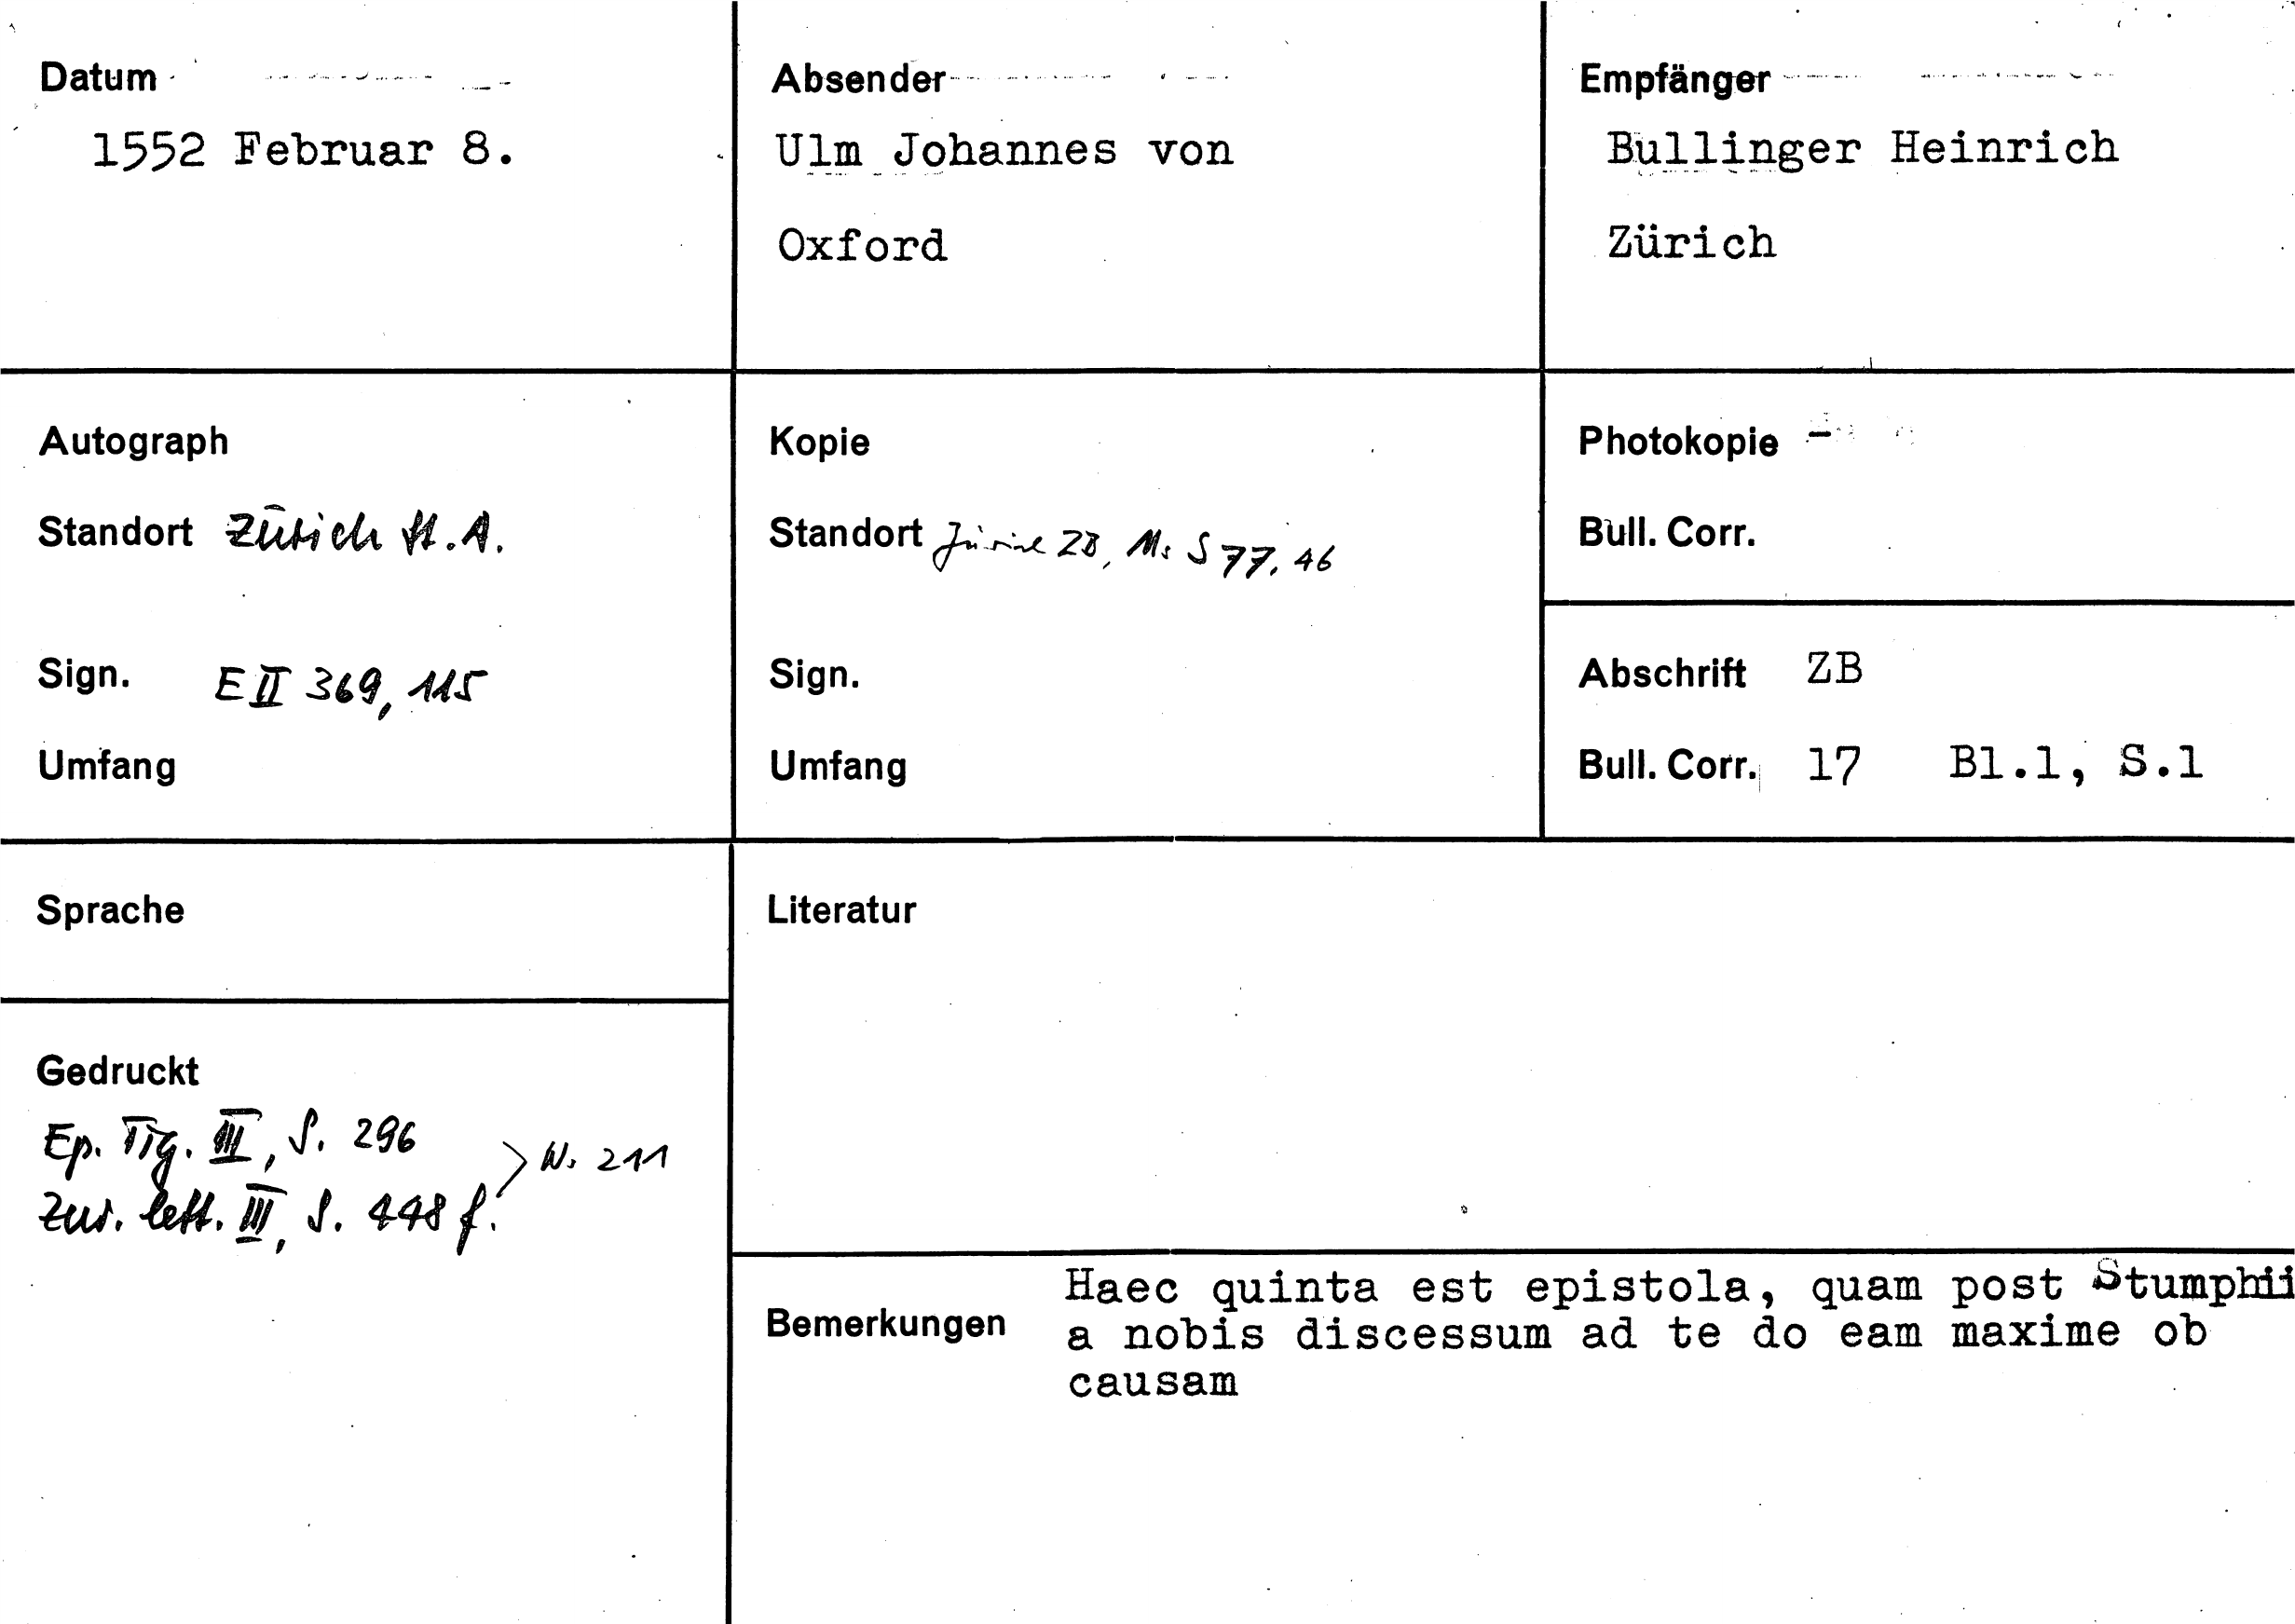 Datum
1552 Februar 8.
Absender
Ulm Johannes von
Oxford
Empfänger
Bullinger Heinrich
Zürich
Autograph
Standort Zürich St.A.
Sign. E II 369, 115
Umfang
Kopie
Standort Zürich ZB, Ms S 77, 46
Sign.
Umfang
Photokopie -
Bull. Corr.
Abschrift ZB
Bull. Corr. 17 Bl.1, S.1
Sprache
Literatur
Gedruckt
Ep. Tig. III, S. 296
Zur. lett. III, S. 448 f.
> N. 211
Bemerkungen
Haec quinta est epistola, quam post Stumphii
a nobis discessum ad te do eam maxime ob
causam